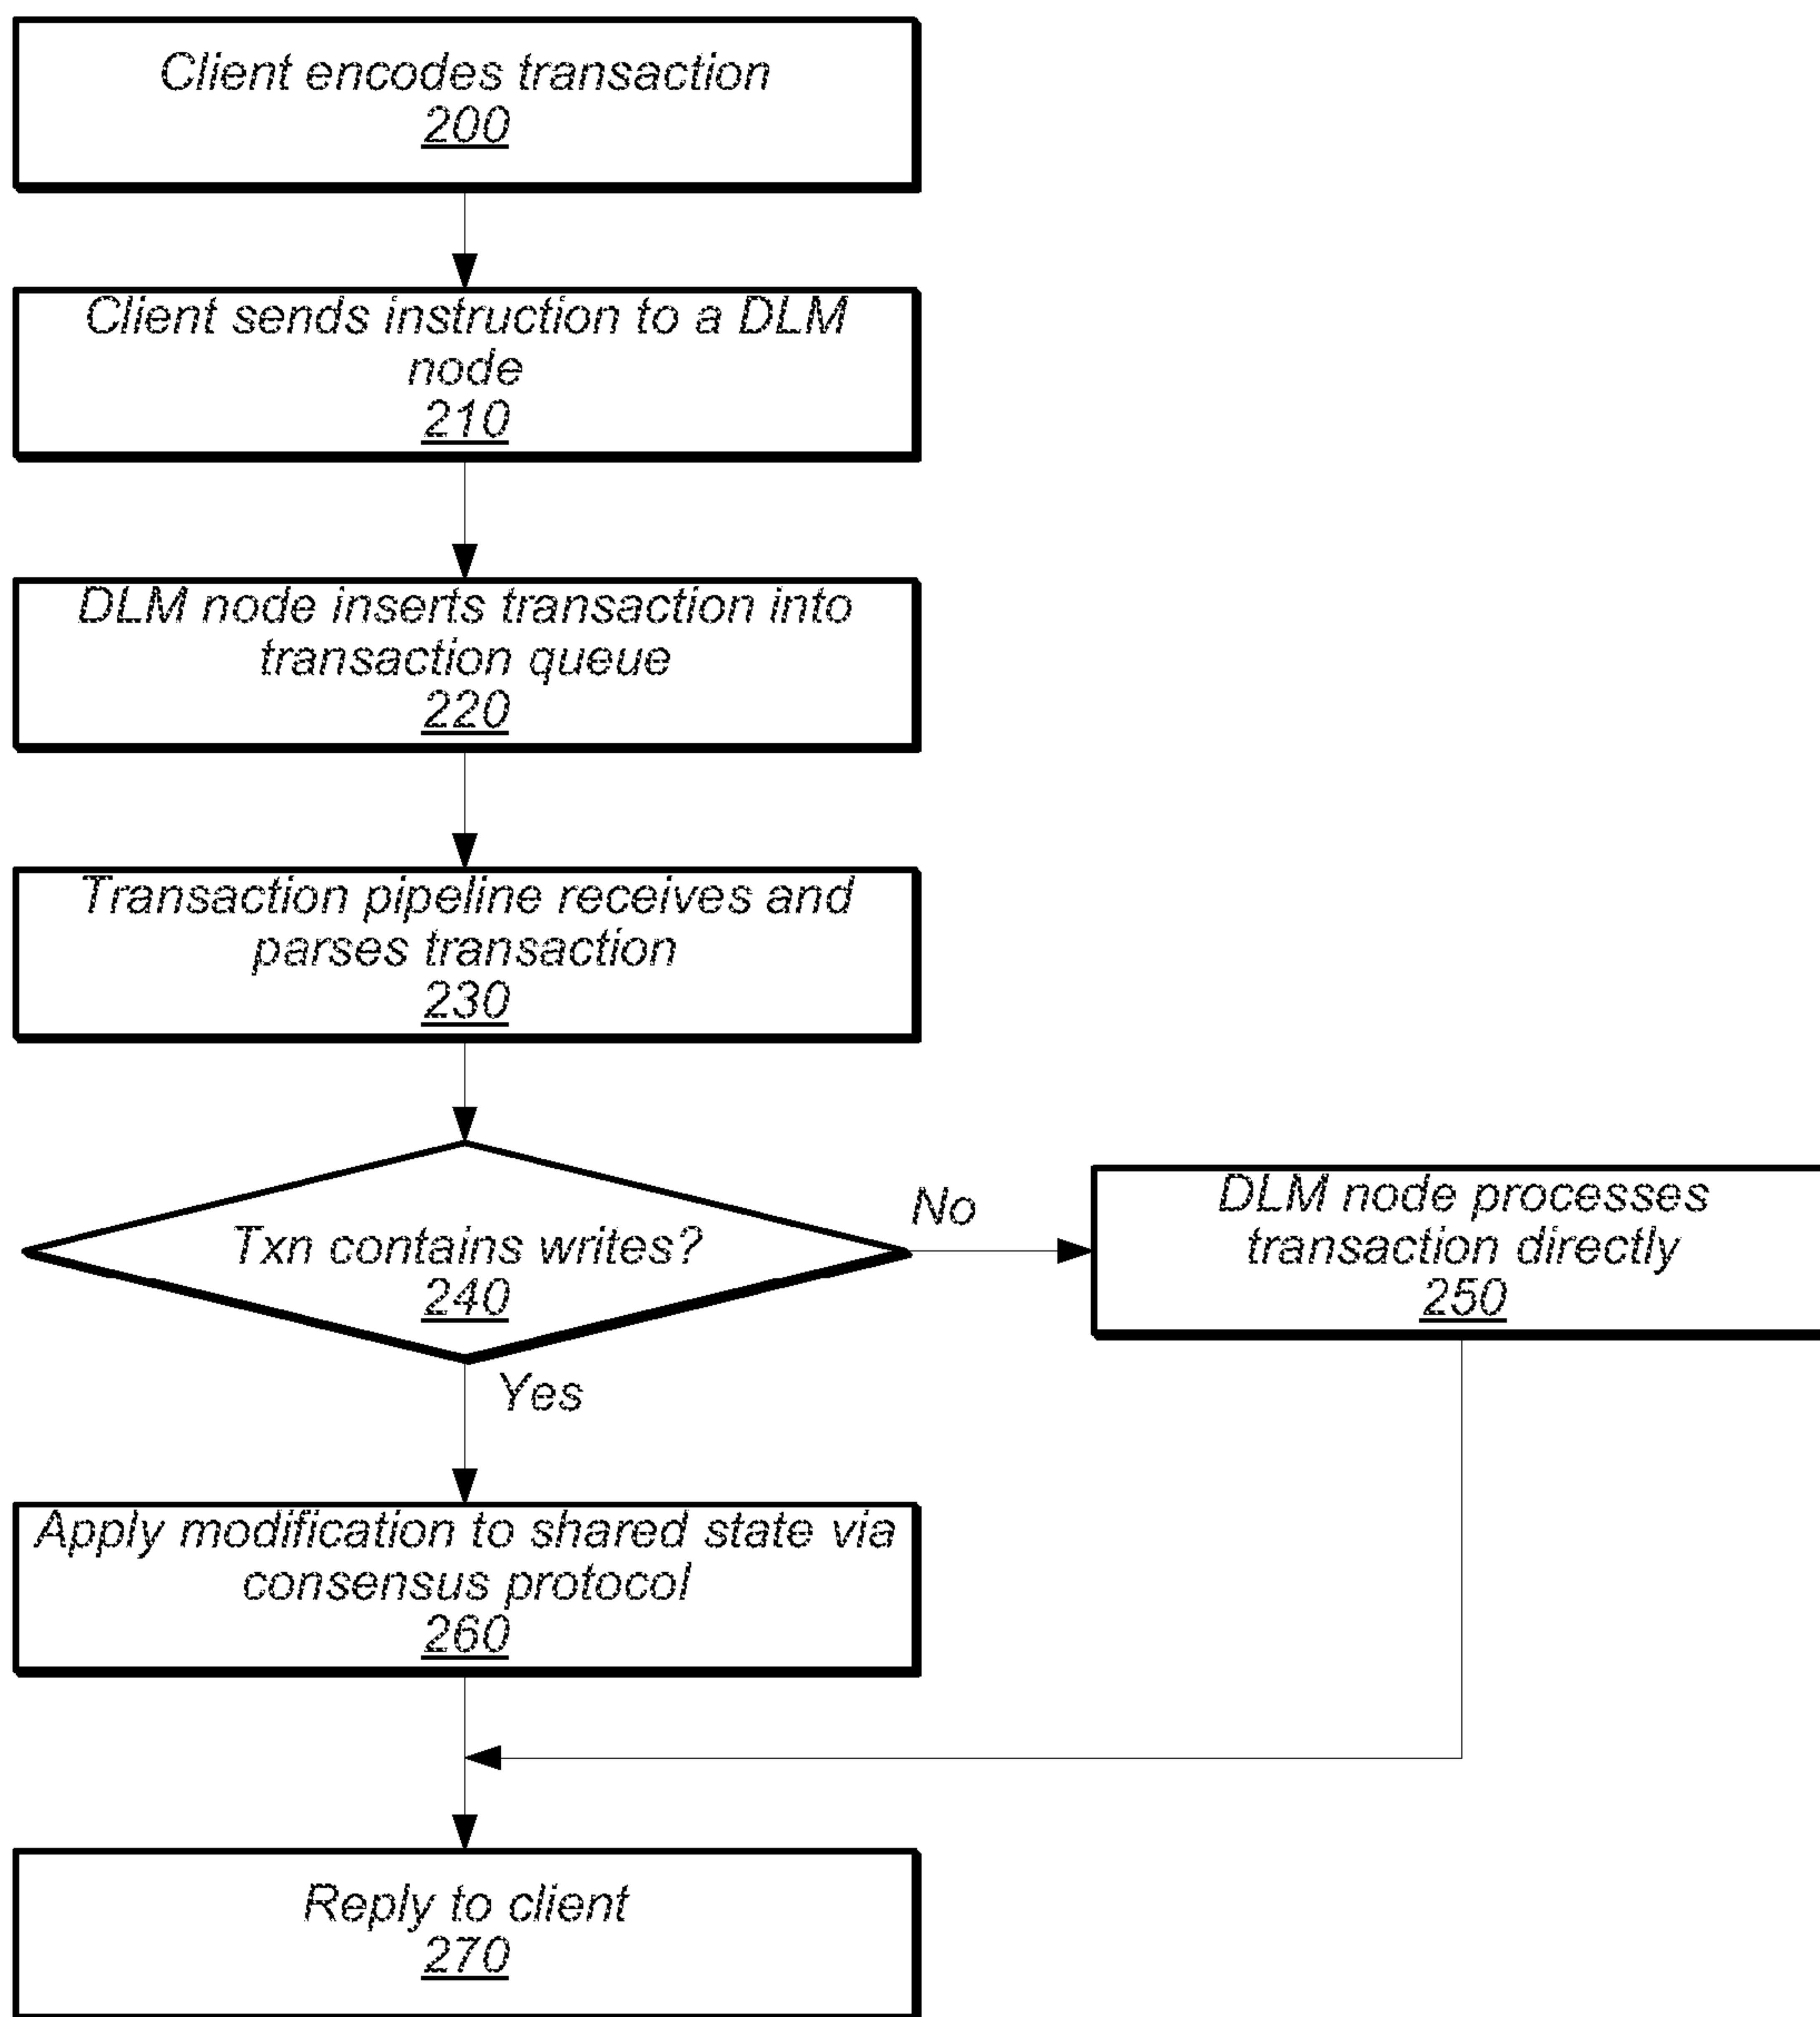 Client encodes transaction
200
Client sends instruction to a DLM
node
210
DLM node inserts transaction into
transaction queue
220
Transaction pipeline receives and
parses transaction
230
Txn contains writes?
240
No
DLM node processes
transaction directly
250
Yes
Apply modification to shared state via
consensus protocol
260
Reply to client
270